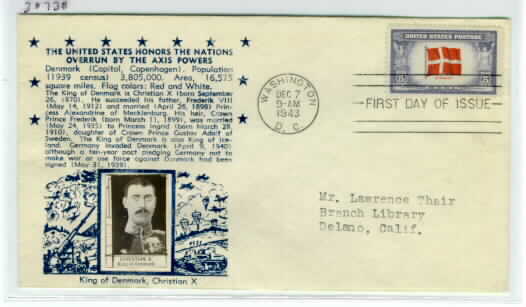 THE UNITED STATES HONORS THE NATIONS
OVERRUN BY THE AXIS POWERS
Denmark (Capitol, Copenhagen). Population
(1939 census) 3,805,000. Area, 16,575
square miles. Flag colors: Red and White.
The King of Denmark is Christian X (born September
26, 1870). He succeeded his father, Frederik VIII
(May 14, 1912) and married (April 26, 1898) Prin-
cess Alexandrine of Mecklenburg. His heir, Crown
Prince Frederik (born March 11, 1899), was married
(May 24, 1935) to Princess Ingrid (born March 28,
1910), daughter of Crown Prince Gustav Adolf of
Sweden. The King of Denmark is also King of Ice-
land. Germany invaded Denmark (April 9, 1940)
although a ten-year pact pledging Germany not to
make war or use force against Denmark had been
signed (May 31, 1939).
CHRISTIAN X
King of Denmark
King of Denmark, Christian X
WASHINGTON
DEC 7
9-AM
1943
D. C.
UNITED STATES POSTAGE
FIRST DAY OF ISSUE
Mr. Lawrence Thair
Branch Library
Delano, Calif.